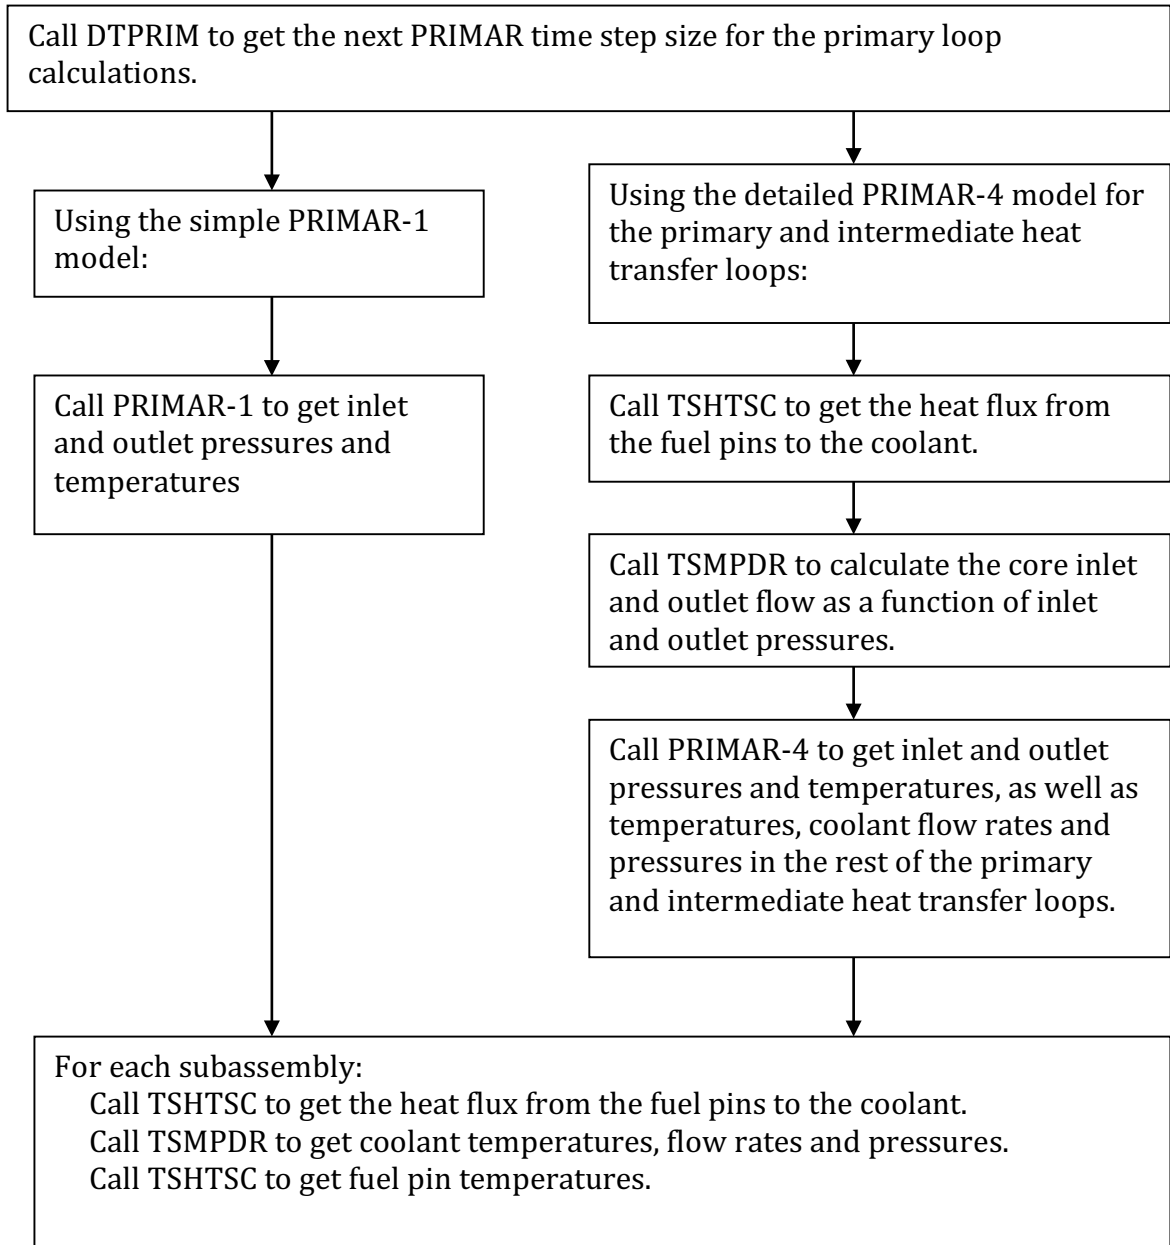 Call DTPRIM to get the next PRIMAR time step size for the primary loop
calculations.
Using the simple PRIMAR-1
model:
Call PRIMAR-1 to get inlet
and outlet pressures and
temperatures
Using the detailed PRIMAR-4 model for
the primary and intermediate heat
transfer loops:
Call TSHTSC to get the heat flux from
the fuel pins to the coolant.
Call TSMPDR to calculate the core inlet
and outlet flow as a function of inlet
and outlet pressures.
Call PRIMAR-4 to get inlet and outlet
pressures and temperatures, as well as
temperatures, coolant flow rates and
pressures in the rest of the primary
and intermediate heat transfer loops.
For each subassembly:
Call TSHTSC to get the heat flux from the fuel pins to the coolant.
Call TSMPDR to get coolant temperatures, flow rates and pressures.
Call TSHTSC to get fuel pin temperatures.